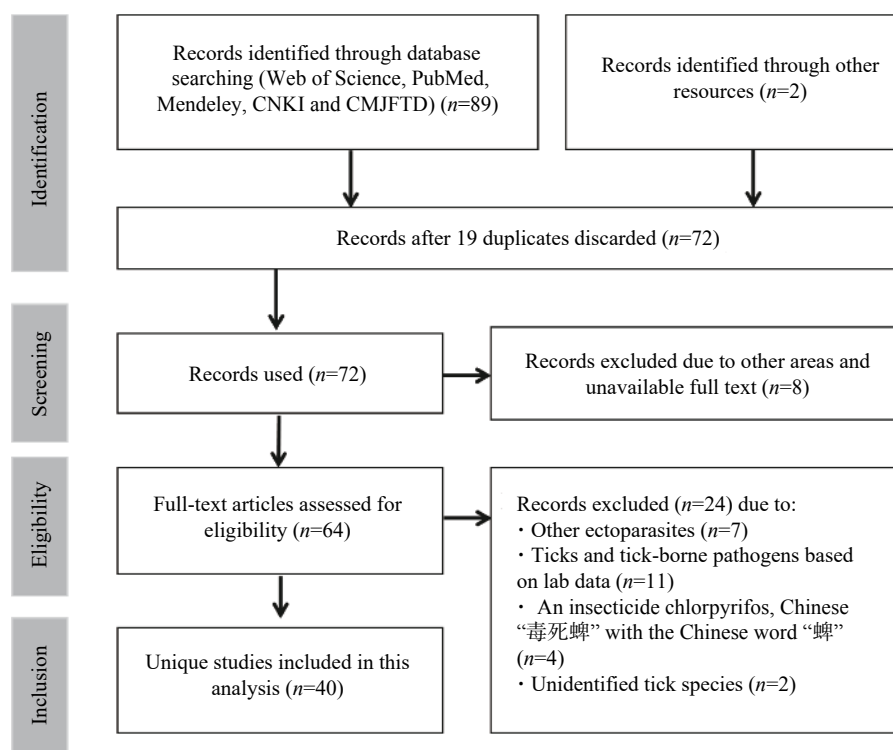 Identification
Records identified through database
searching (Web of Science, PubMed,
Mendeley, CNKI and CMJFTD) (n=89)
Records identified through other
resources (n=2)
Records after 19 duplicates discarded (n=72)
Screening
Records used (n=72)
Records excluded due to other areas and
unavailable full text (n=8)
Eligibility
Full-text articles assessed for
eligibility (n=64)
Records excluded (n=24) due to:
· Other ectoparasites (n=7)
· Ticks and tick-borne pathogens based
on lab data (n=11)
· An insecticide chlorpyrifos, Chinese
“毒死蜱” with the Chinese word “蜱”
(n=4)
· Unidentified tick species (n=2)
Inclusion
Unique studies included in this
analysis (n=40)